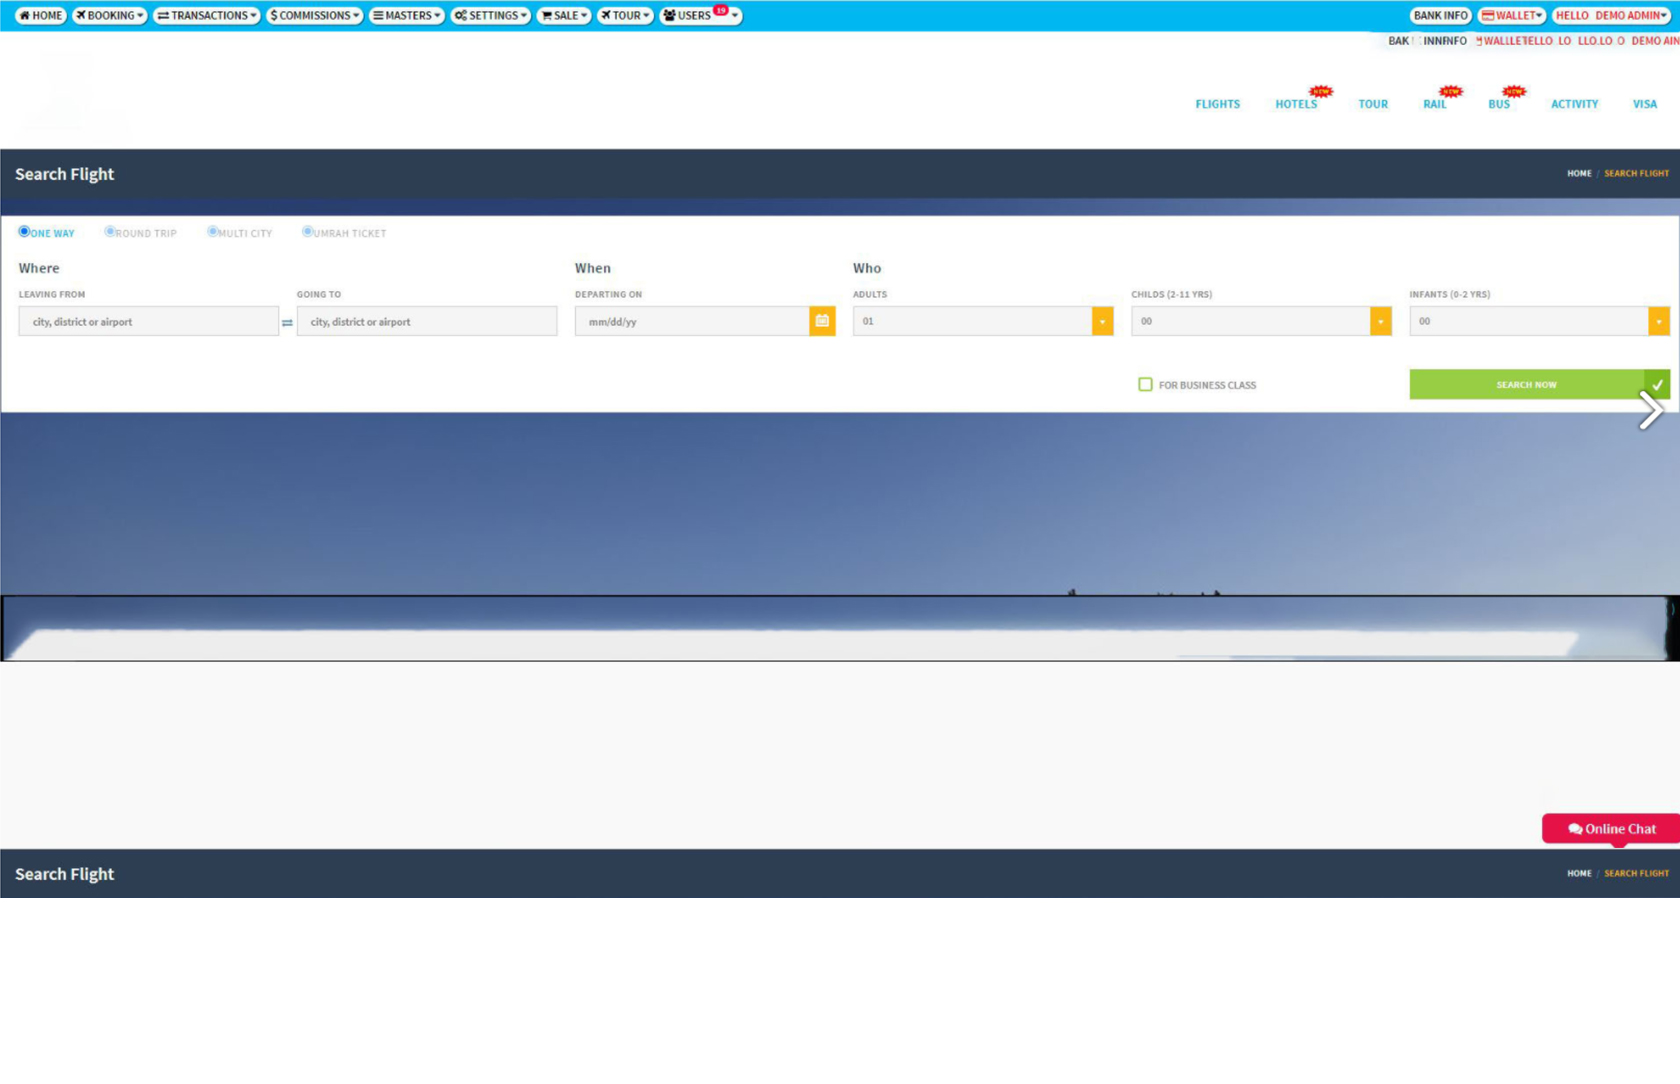 HOME BOOKING TRANSACTIONS $ COMMISSIONS MASTERS SETTINGS SALE TOUR USERS 19 BANK INFO WALLET HELLO DEMO ADMIN
BAK INNFNFO WALLLETELLO LO LLO.LO O DEMO AIN
FLIGHTS HOTELS NEW TOUR RAIL NEW BUS NEW ACTIVITY VISA
Search Flight HOME / SEARCH FLIGHT
ONE WAY ROUND TRIP MULTI CITY UMRAH TICKET
Where When Who
LEAVING FROM GOING TO DEPARTING ON ADULTS CHILDS (2-11 YRS) INFANTS (0-2 YRS)
city, district or airport city, district or airport mm/dd/yy 01 00 00
FOR BUSINESS CLASS SEARCH NOW
Online Chat
Search Flight HOME / SEARCH FLIGHT